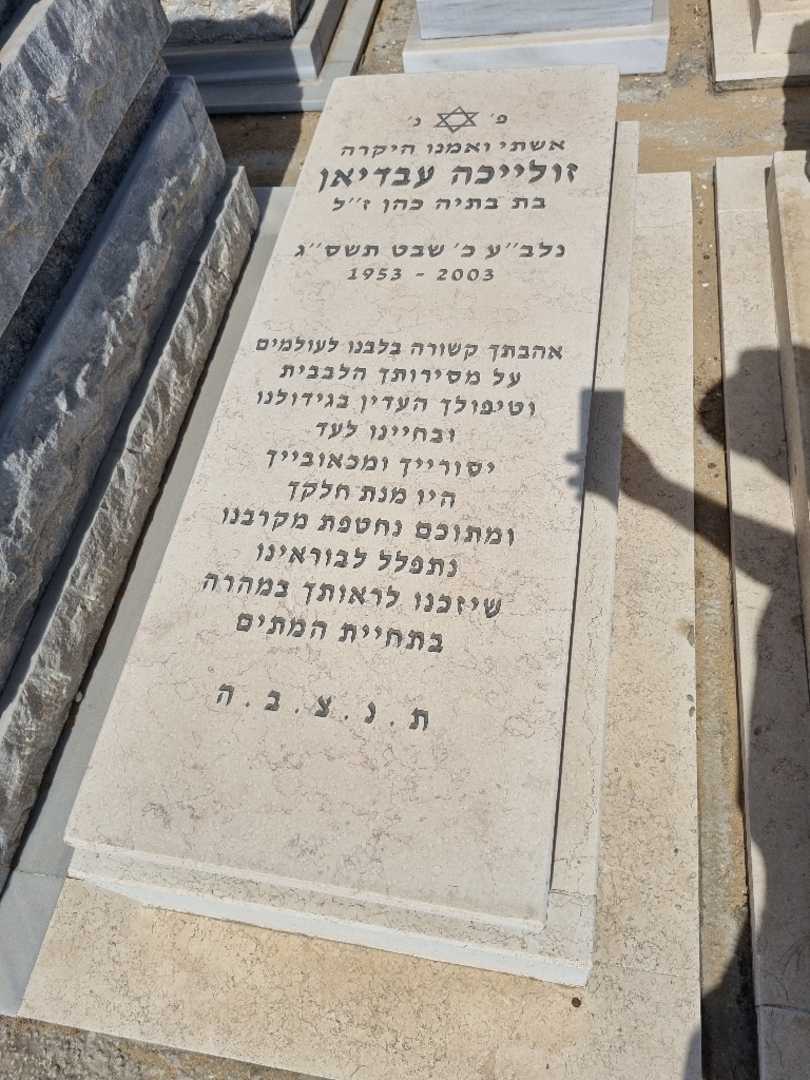 פ׳ נ׳
אשתי ואמנו היקרה
זולייכה עבדיאן
בת בתיה כהן ז״ל
נלב״ע כ׳ שבט תשס״ג
1953 - 2003
אהבתך קשורה בלבנו לעולמים
על מסירותך הלבבית
וטיפולך העדין בגידולנו
ובחיינו לעד
יסורייך ומכאובייך
היו מנת חלקך
ומתוכם נחטפת מקרבנו
נתפלל לבוראינו
שיזכנו לראותך במהרה
בתחיית המתים
ת . נ . צ . ב . ה